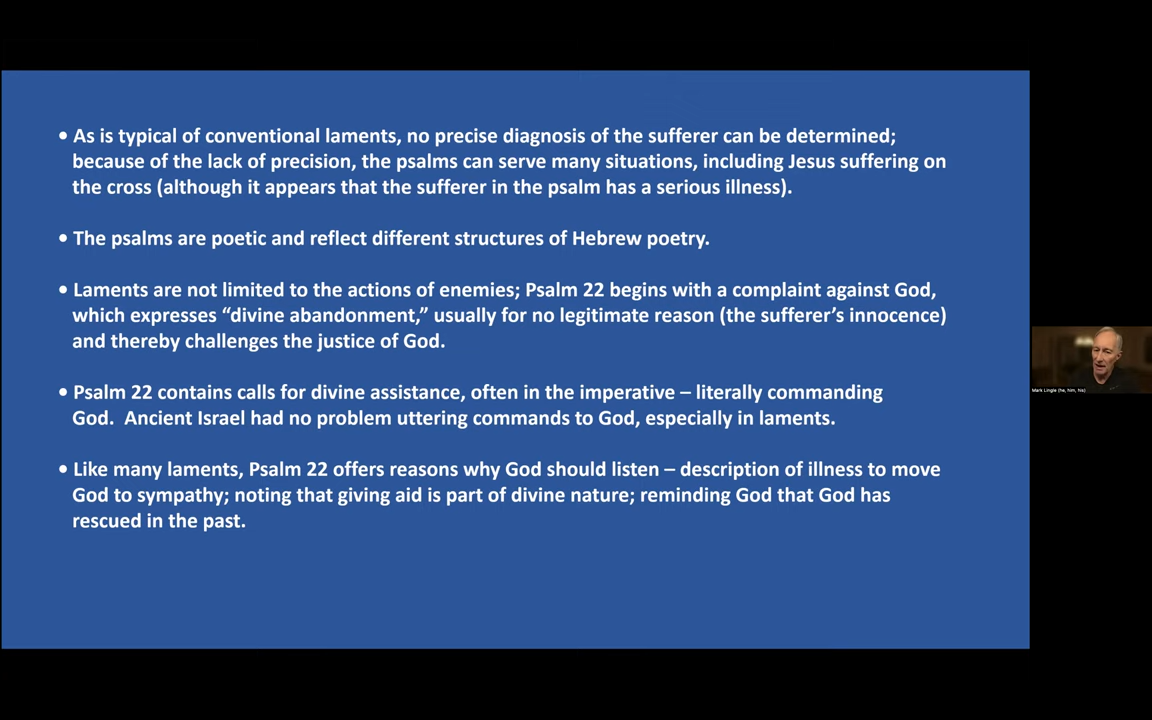 • As is typical of conventional laments, no precise diagnosis of the sufferer can be determined;
because of the lack of precision, the psalms can serve many situations, including Jesus suffering on
the cross (although it appears that the sufferer in the psalm has a serious illness).
• The psalms are poetic and reflect different structures of Hebrew poetry.
• Laments are not limited to the actions of enemies; Psalm 22 begins with a complaint against God,
which expresses “divine abandonment,” usually for no legitimate reason (the sufferer’s innocence)
and thereby challenges the justice of God.
• Psalm 22 contains calls for divine assistance, often in the imperative – literally commanding
God.  Ancient Israel had no problem uttering commands to God, especially in laments.
• Like many laments, Psalm 22 offers reasons why God should listen – description of illness to move
God to sympathy; noting that giving aid is part of divine nature; reminding God that God has
rescued in the past.
Mark Lingle (he, him, his)